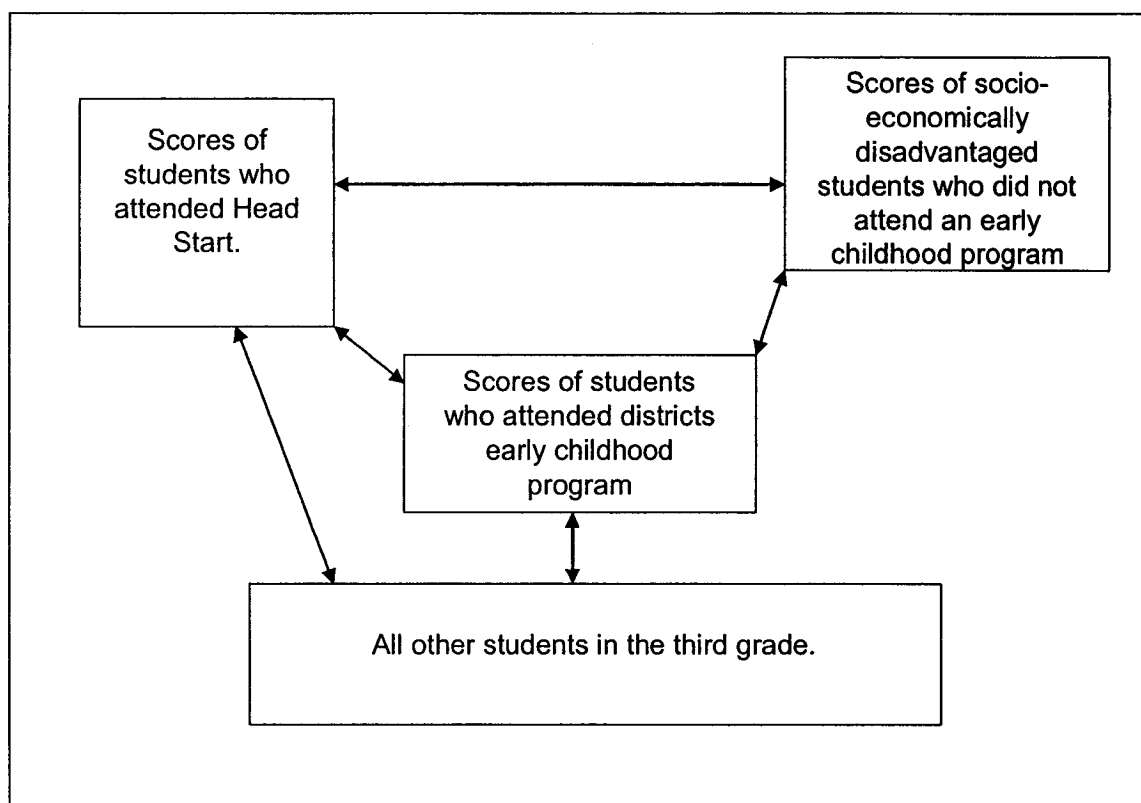 Scores of
students who
attended Head
Start.
Scores of socio-
economically
disadvantaged
students who did not
attend an early
childhood program
Scores of students
who attended districts
early childhood
program
All other students in the third grade.